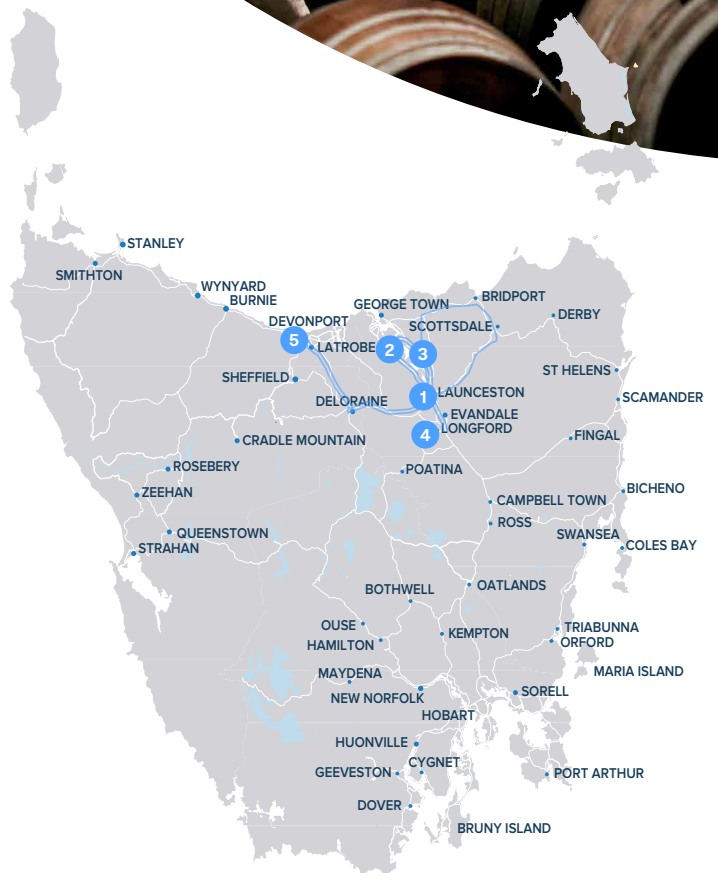 STANLEY
SMITHTON
WYNYARD
BURNIE
GEORGE TOWN
BRIDPORT
DERBY
DEVONPORT
SCOTTSDALE
5
LATROBE
2
3
ST HELENS
SHEFFIELD
1
LAUNCESTON
SCAMANDER
DELORAINE
EVANDALE
4
LONGFORD
CRADLE MOUNTAIN
FINGAL
ROSEBERY
POATINA
ZEEHAN
BICHENO
CAMPBELL TOWN
ROSS
QUEENSTOWN
SWANSEA
STRAHAN
COLES BAY
BOTHWELL
OATLANDS
OUSE
KEMPTON
TRIABUNNA
HAMILTON
ORFORD
MAYDENA
MARIA ISLAND
NEW NORFOLK
SORELL
HOBART
HUONVILLE
CYGNET
GEEVESTON
PORT ARTHUR
DOVER
BRUNY ISLAND